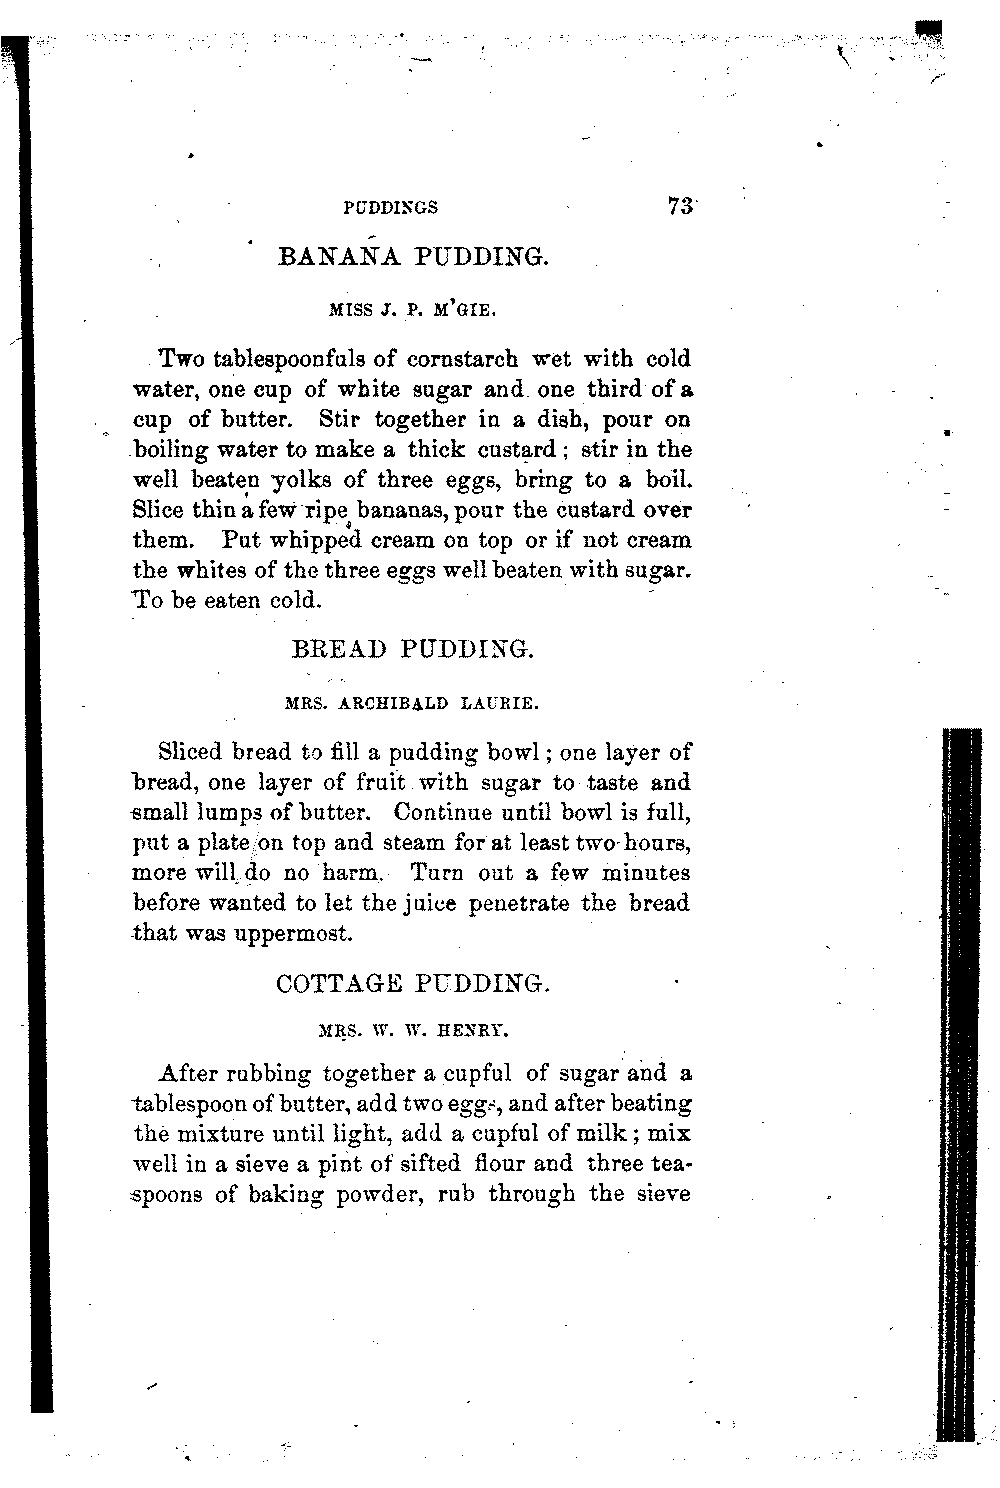 PUDDINGS 73
BANANA PUDDING.
MISS J. P. M'GIE.
Two tablespoonfuls of cornstarch wet with cold
water, one cup of white sugar and one third of a
cup of butter. Stir together in a dish, pour on
boiling water to make a thick custard; stir in the
well beaten yolks of three eggs, bring to a boil.
Slice thin a few ripe bananas, pour the custard over
them. Put whipped cream on top or if not cream
the whites of the three eggs well beaten with sugar.
To be eaten cold.
BREAD PUDDING.
MRS. ARCHIBALD LAURIE.
Sliced bread to fill a pudding bowl; one layer of
bread, one layer of fruit with sugar to taste and
small lumps of butter. Continue until bowl is full,
put a plate on top and steam for at least two hours,
more will do no harm. Turn out a few minutes
before wanted to let the juice penetrate the bread
that was uppermost.
COTTAGE PUDDING.
MRS. W. W. HENRY.
After rubbing together a cupful of sugar and a
tablespoon of butter, add two eggs, and after beating
the mixture until light, add a cupful of milk; mix
well in a sieve a pint of sifted flour and three tea-
spoons of baking powder, rub through the sieve